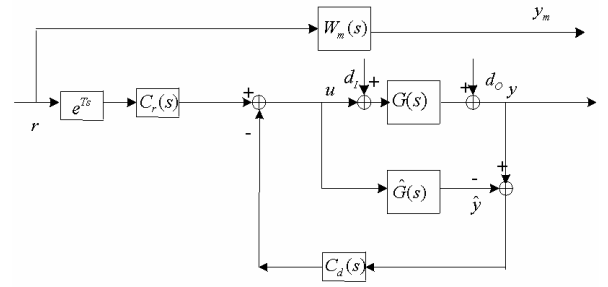 W_m(s)
y_m
r
e^{Ts}
C_r(s)
+
-
u
d_I
+
G(s)
+
d_O
y
Ĝ(s)
-
ŷ
+
C_d(s)